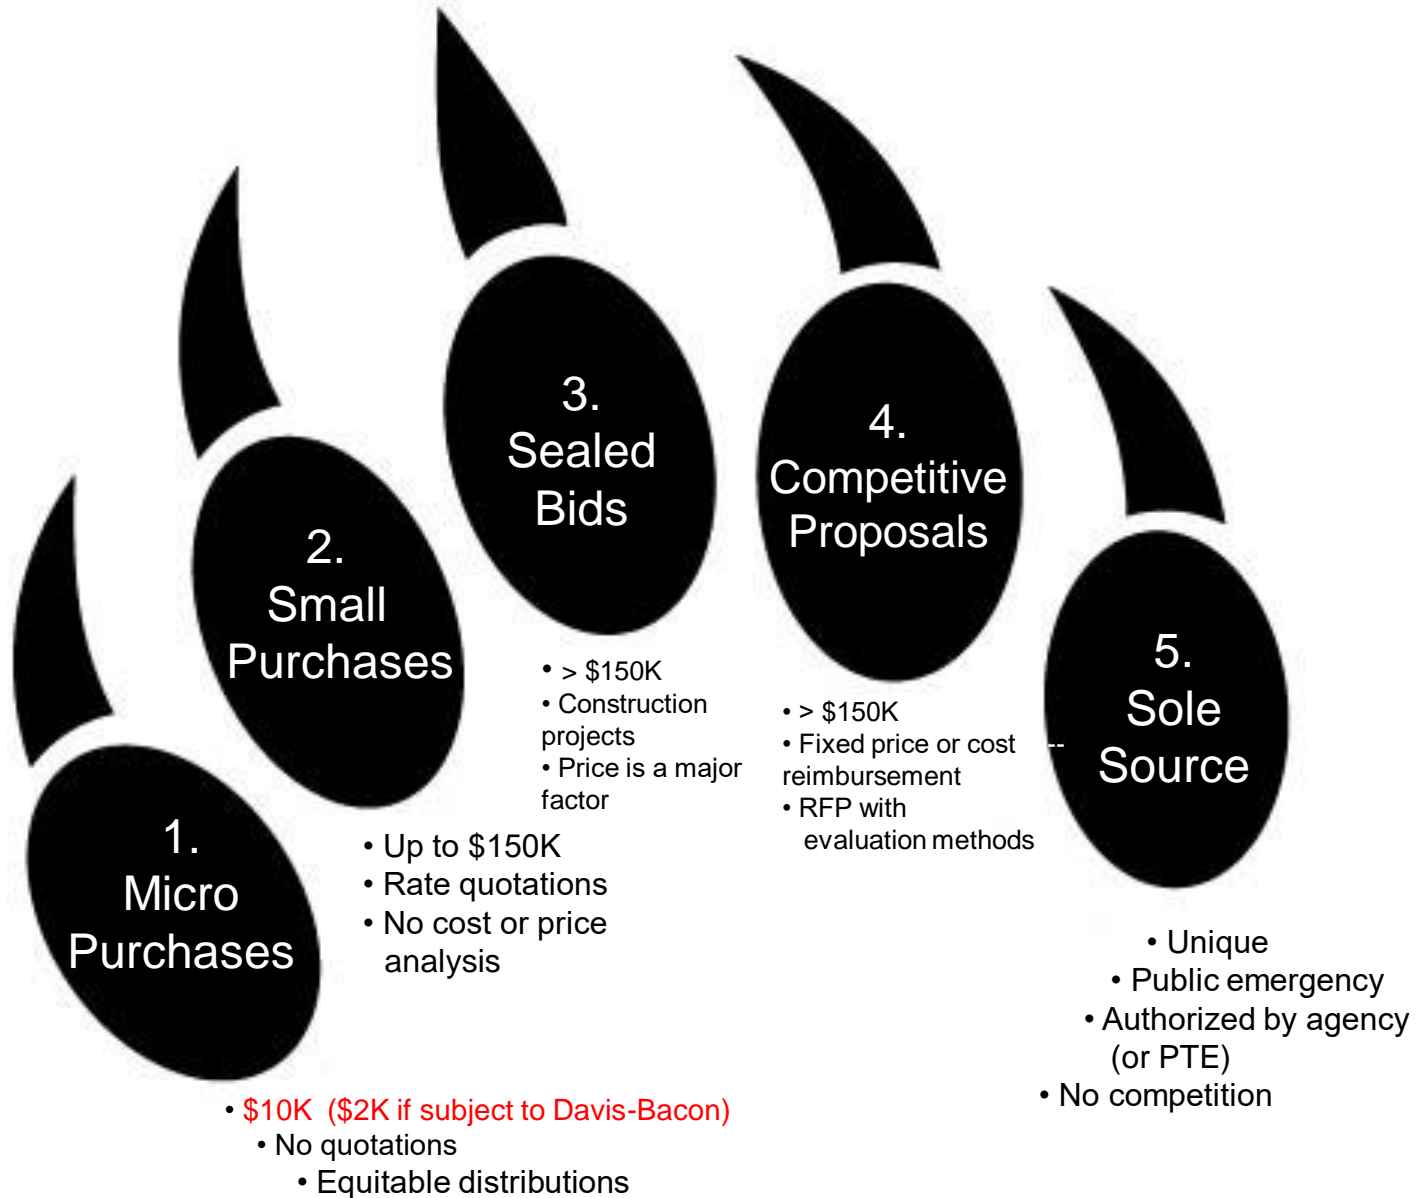 1.
Micro
Purchases
• $10K ($2K if subject to Davis-Bacon)
• No quotations
• Equitable distributions
2.
Small
Purchases
• Up to $150K
• Rate quotations
• No cost or price
analysis
3.
Sealed
Bids
• > $150K
• Construction
projects
• Price is a major
factor
4.
Competitive
Proposals
• > $150K
• Fixed price or cost
reimbursement
• RFP with
evaluation methods
--
5.
Sole
Source
• Unique
• Public emergency
• Authorized by agency
(or PTE)
• No competition